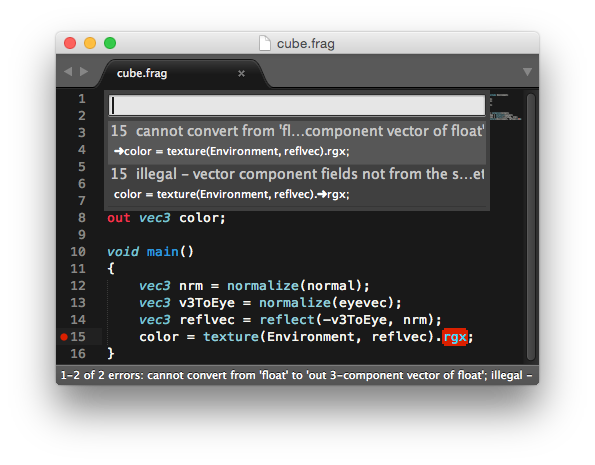 cube.frag
cube.frag ×
1
2
3
4
5
6
7
8 out vec3 color;
9
10 void main()
11 {
12 vec3 nrm = normalize(normal);
13 vec3 v3ToEye = normalize(eyevec);
14 vec3 reflvec = reflect(-v3ToEye, nrm);
15 color = texture(Environment, reflvec).rgx;
16 }
15 cannot convert from 'fl...component vector of float'
➜color = texture(Environment, reflvec).rgx;
15 illegal - vector component fields not from the s...et
color = texture(Environment, reflvec).➜rgx;
1-2 of 2 errors: cannot convert from 'float' to 'out 3-component vector of float'; illegal -